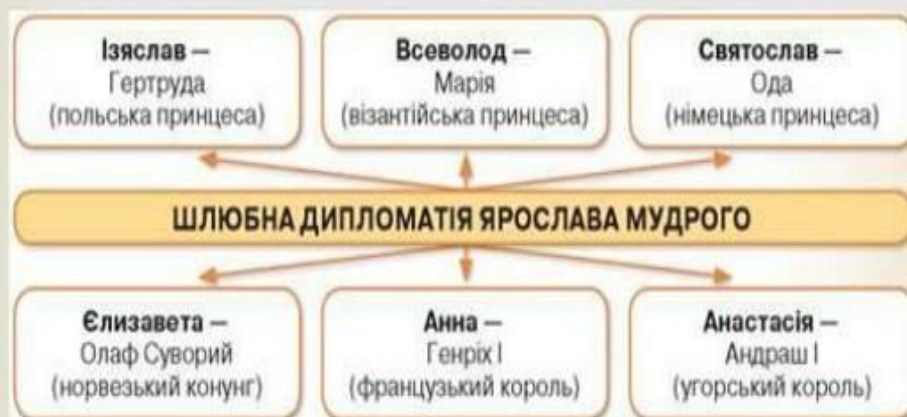 Ізяслав —
Гертруда
(польська принцеса)
Всеволод —
Марія
(візантійська принцеса)
Святослав —
Ода
(німецька принцеса)
ШЛЮБНА ДИПЛОМАТІЯ ЯРОСЛАВА МУДРОГО
Єлизавета —
Олаф Суворий
(норвезький конунг)
Анна —
Генріх І
(французький король)
Анастасія —
Андраш І
(угорський король)